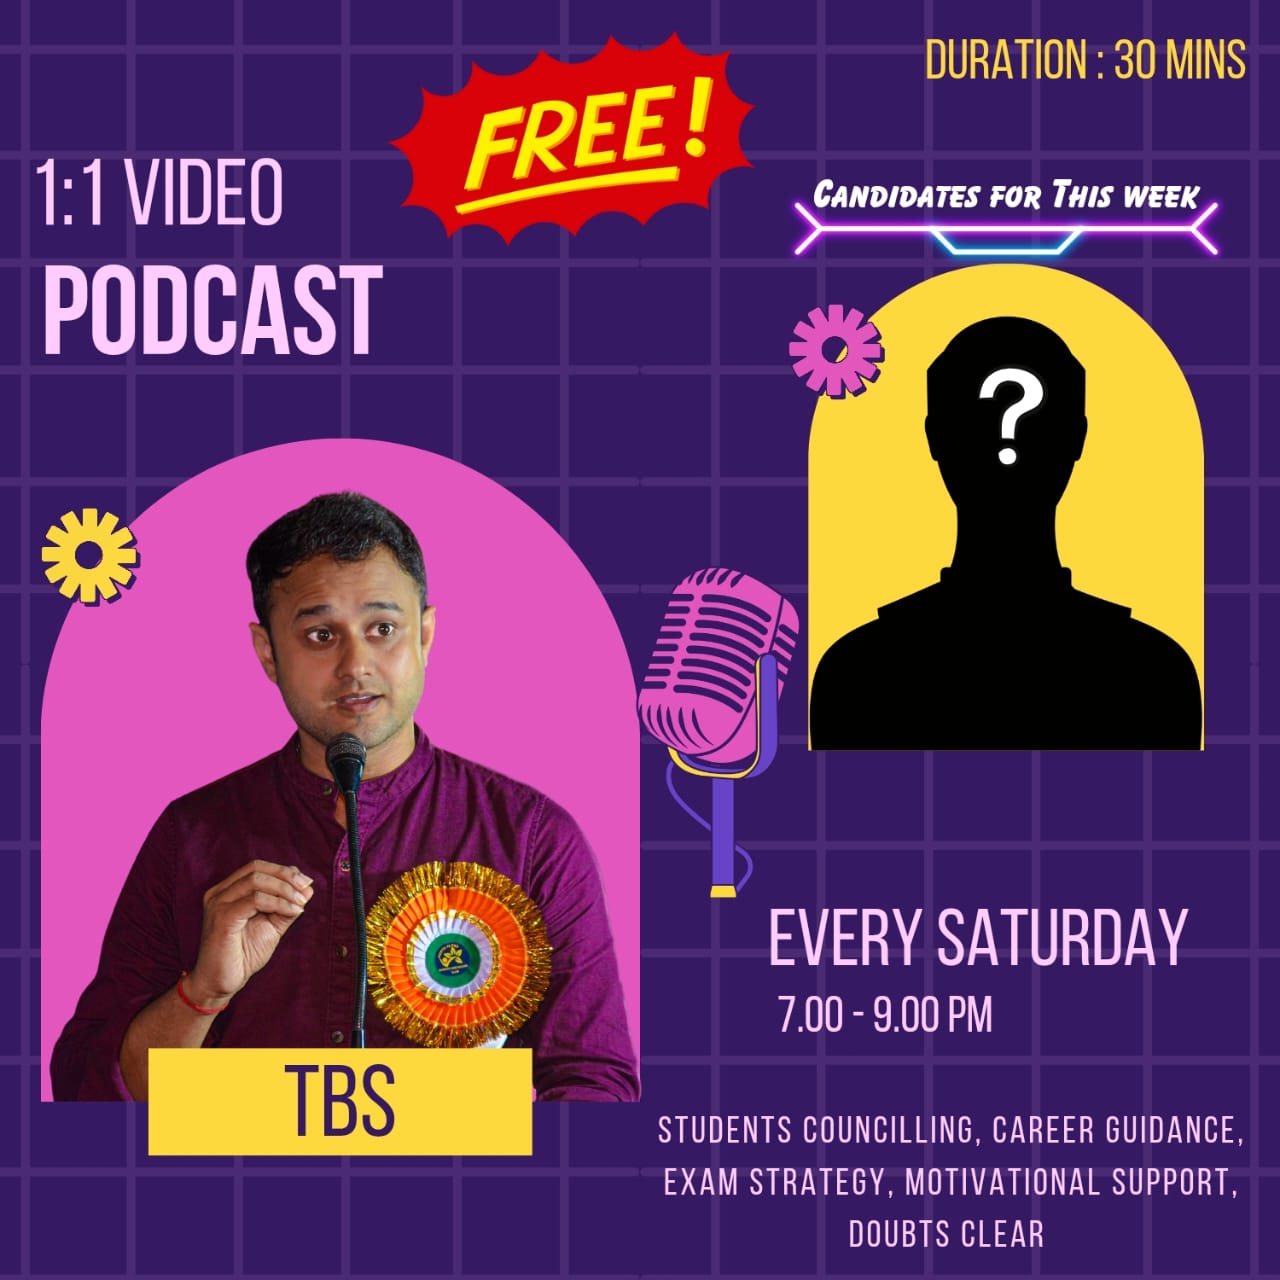 DURATION : 30 MINS
FREE!
1:1 VIDEO
PODCAST
CANDIDATES FOR THIS WEEK
?
TBS
EVERY SATURDAY
7.00 - 9.00 PM
STUDENTS COUNCILLING, CAREER GUIDANCE,
EXAM STRATEGY, MOTIVATIONAL SUPPORT,
DOUBTS CLEAR